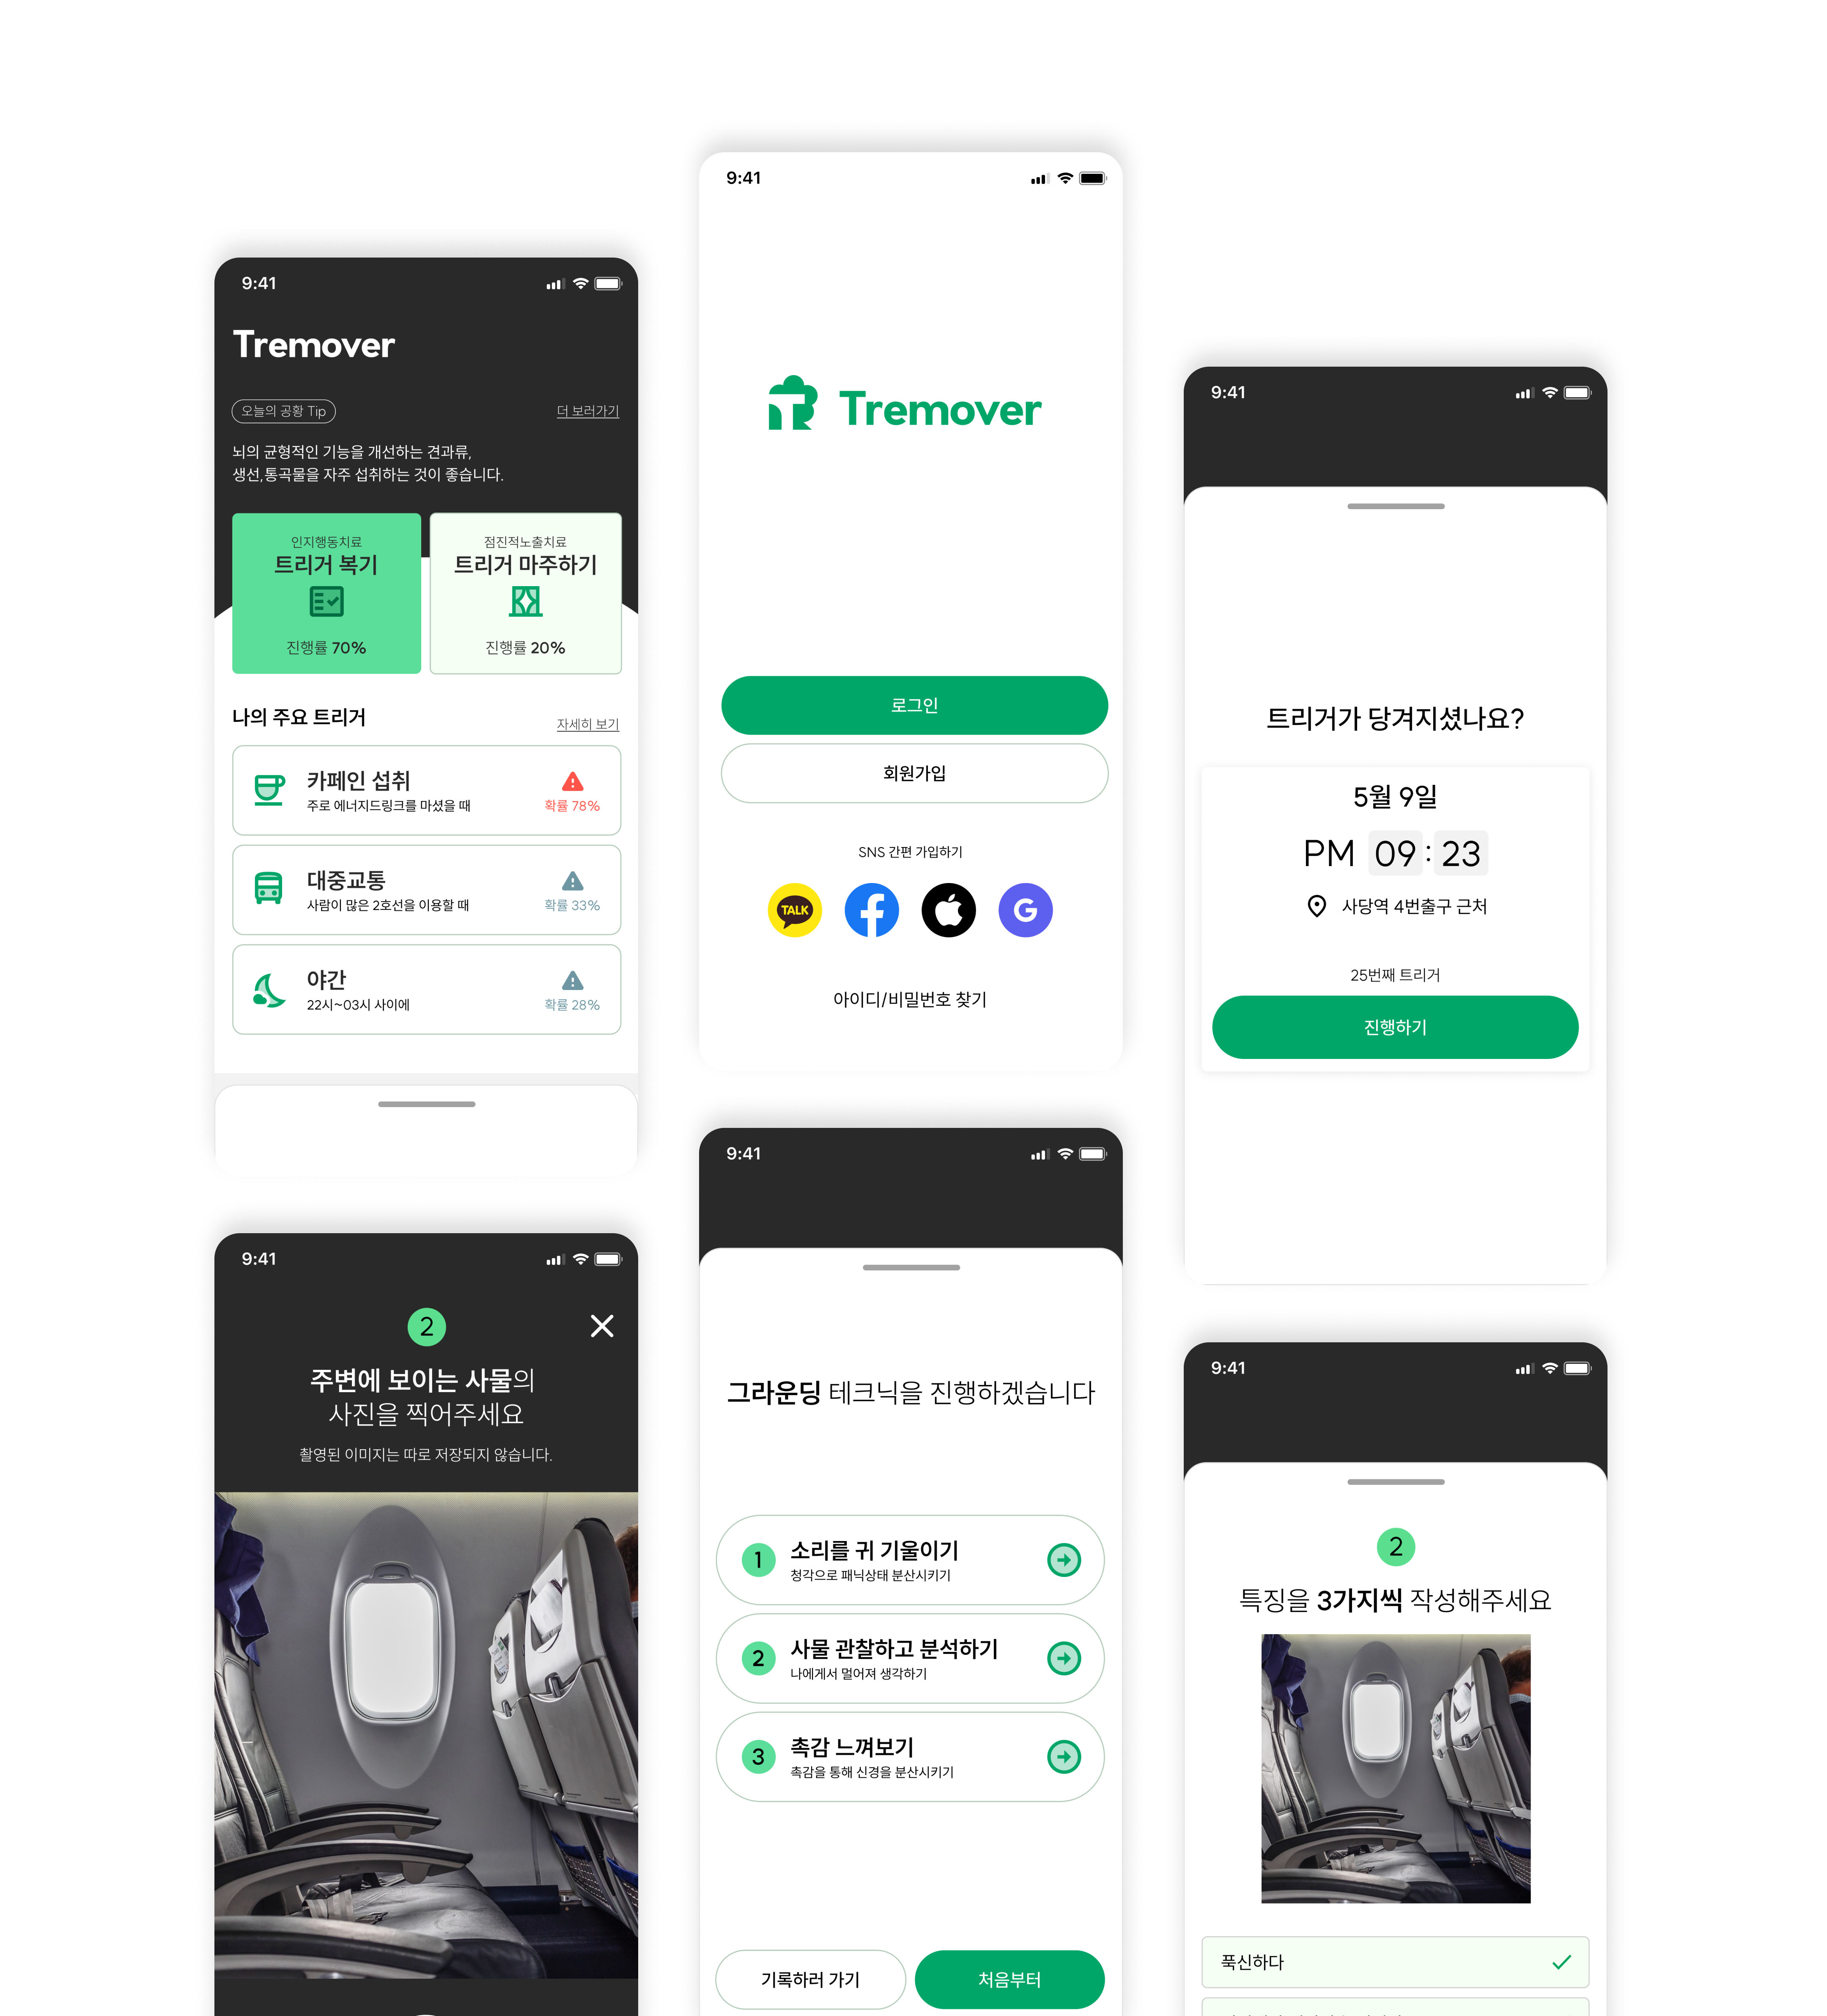 9:41
Tremover
오늘의 공황 Tip
더 보러가기
뇌의 균형적인 기능을 개선하는 견과류,
생선,통곡물을 자주 섭취하는 것이 좋습니다.
인지행동치료
트리거 복기
진행률 70%
점진적노출치료
트리거 마주하기
진행률 20%
나의 주요 트리거
자세히 보기
카페인 섭취
주로 에너지드링크를 마셨을 때
확률 78%
대중교통
사람이 많은 2호선을 이용할 때
확률 33%
야간
22시~03시 사이에
확률 28%
9:41
Tremover
로그인
회원가입
SNS 간편 가입하기
TALK
아이디/비밀번호 찾기
9:41
트리거가 당겨지셨나요?
5월 9일
PM 09 : 23
사당역 4번출구 근처
25번째 트리거
진행하기
9:41
2
주변에 보이는 사물의
사진을 찍어주세요
촬영된 이미지는 따로 저장되지 않습니다.
9:41
그라운딩 테크닉을 진행하겠습니다
1
소리를 귀 기울이기
청각으로 패닉상태 분산시키기
2
사물 관찰하고 분석하기
나에게서 멀어져 생각하기
3
촉감 느껴보기
촉감을 통해 신경을 분산시키기
기록하러 가기
처음부터
9:41
2
특징을 3가지씩 작성해주세요
푹신하다